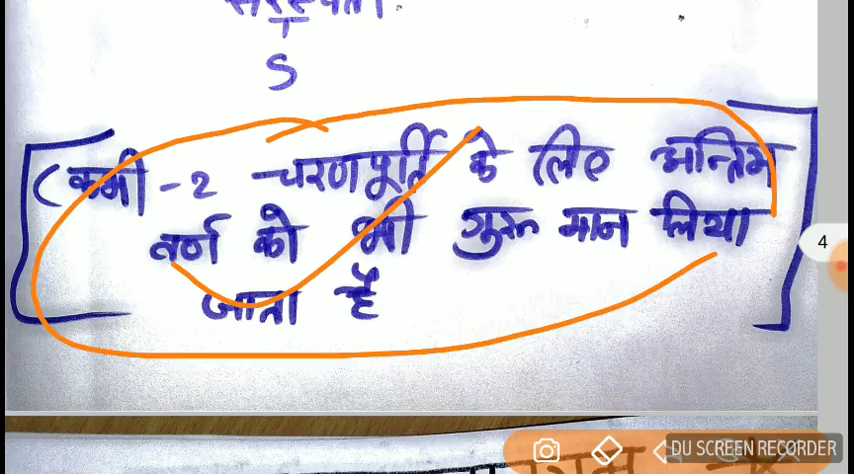 S
(कभी-2 चरणपूर्ति के लिए अन्तिम
वर्ण को भी गुरू मान लिया
जाता है
4
DU SCREEN RECORDER